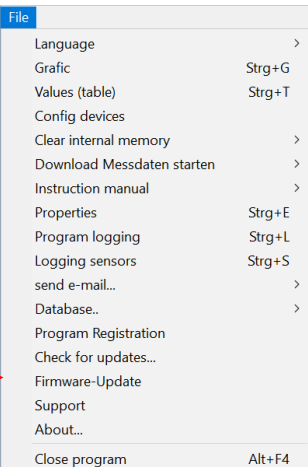 File
Language
Grafic Strg+G
Values (table) Strg+T
Config devices
Clear internal memory
Download Messdaten starten
Instruction manual
Properties Strg+E
Program logging Strg+L
Logging sensors Strg+S
send e-mail...
Database..
Program Registration
Check for updates...
Firmware-Update
Support
About...
Close program Alt+F4